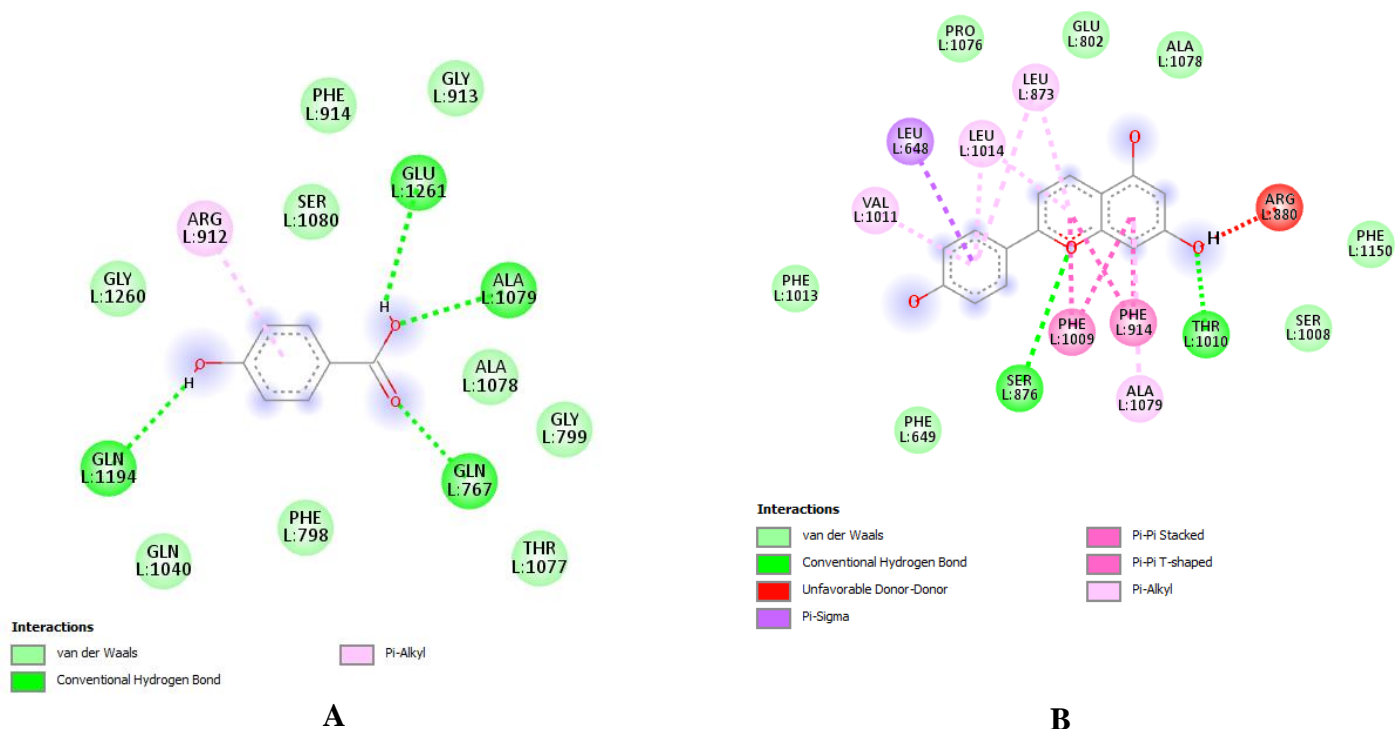 PHE
L:914
GLY
L:913
GLU
L:1261
SER
L:1080
ARG
L:912
GLY
L:1260
ALA
L:1079
H
O
O
H
ALA
L:1078
O
GLY
L:799
GLN
L:1194
GLN
L:767
PHE
L:798
GLN
L:1040
THR
L:1077
Interactions
van der Waals
Conventional Hydrogen Bond
Pi-Alkyl
A
PRO
L:1076
GLU
L:802
ALA
L:1078
LEU
L:873
LEU
L:648
LEU
L:1014
O
VAL
L:1011
ARG
L:880
H
PHE
L:1150
O
O
PHE
L:1013
O
PHE
L:1009
PHE
L:914
THR
L:1010
SER
L:1008
SER
L:876
ALA
L:1079
PHE
L:649
Interactions
van der Waals
Conventional Hydrogen Bond
Unfavorable Donor-Donor
Pi-Sigma
Pi-Pi Stacked
Pi-Pi T-shaped
Pi-Alkyl
B